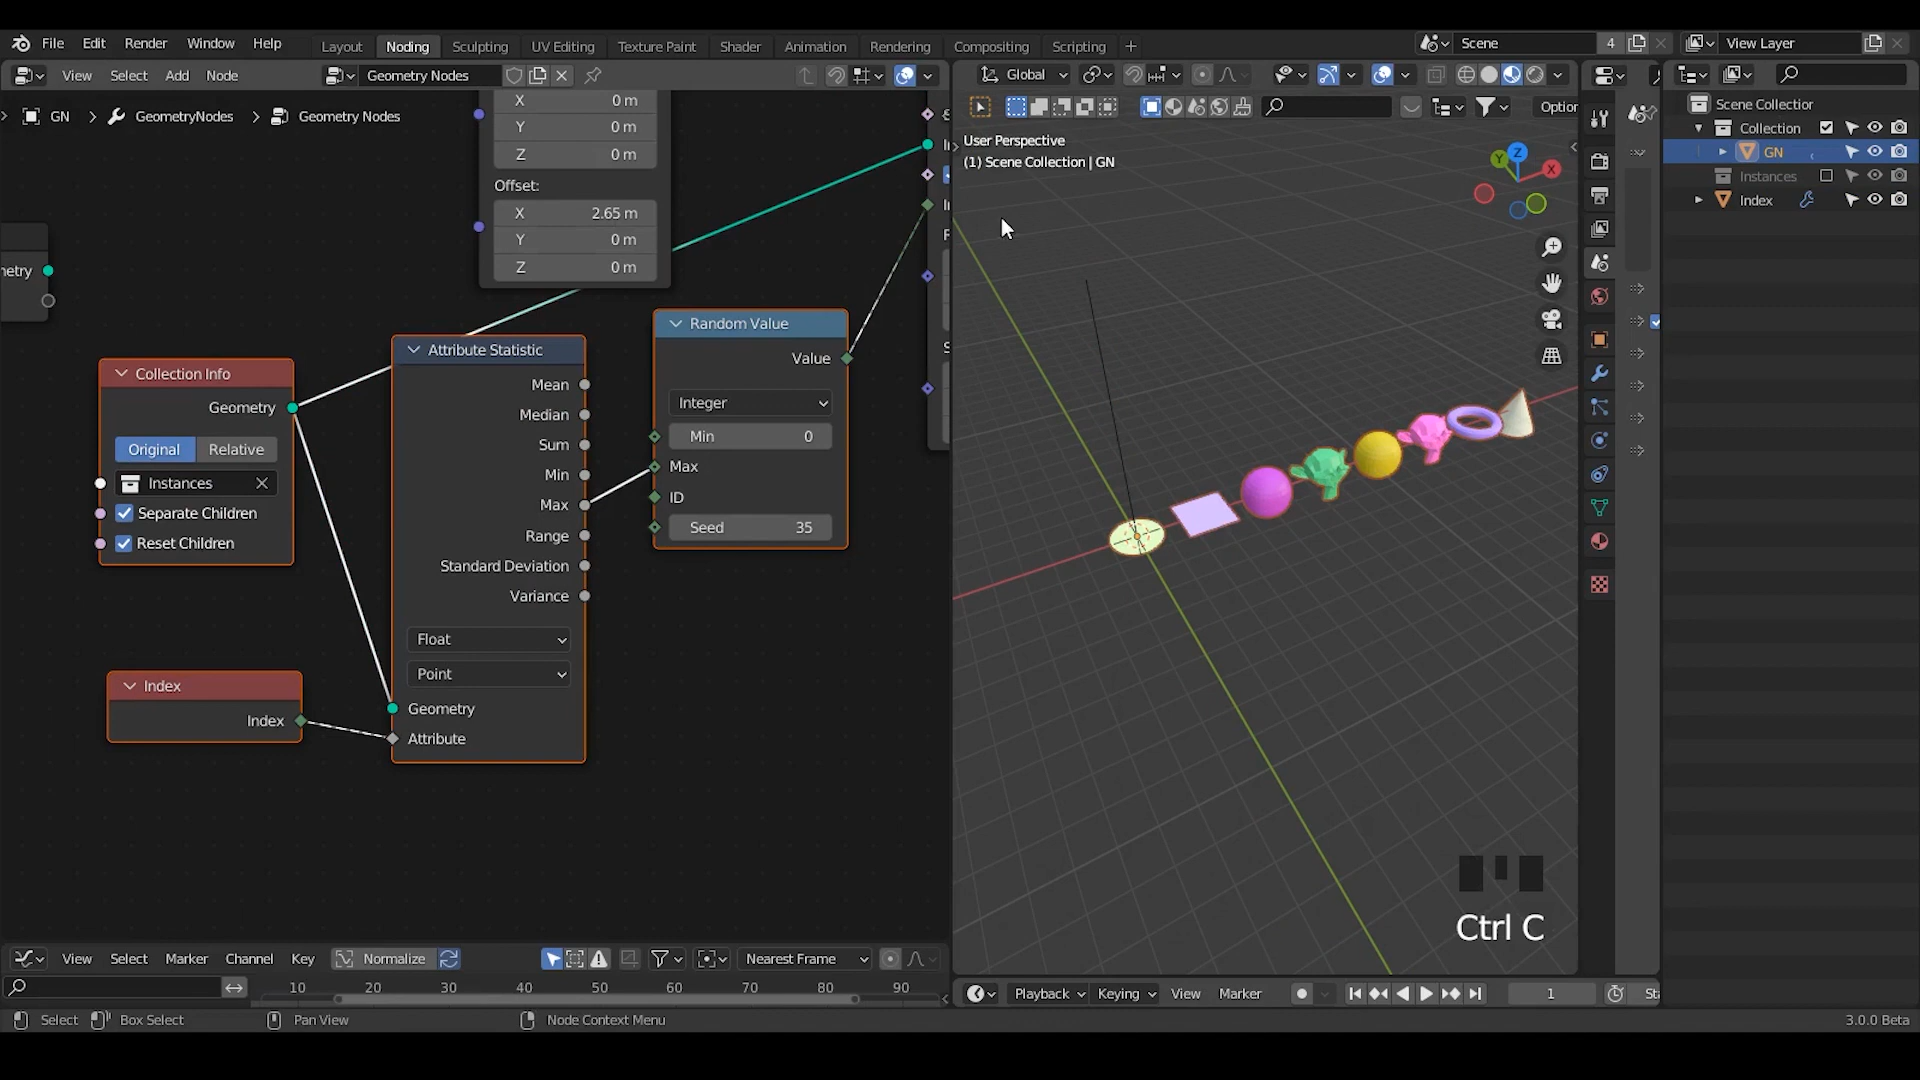 File Edit Render Window Help Layout Noding Sculpting UV Editing Texture Paint Shader Animation Rendering Compositing Scripting + Scene 4 View Layer
View Select Add Node Geometry Nodes Global
GN > GeometryNodes > Geometry Nodes
Option
X 0 m
Y 0 m
Z 0 m
Offset:
X 2.65 m
Y 0 m
Z 0 m
netry
Collection Info
Geometry
Original Relative
Instances
Separate Children
Reset Children
Index
Index
Attribute Statistic
Mean
Median
Sum
Min
Max
Range
Standard Deviation
Variance
Float
Point
Geometry
Attribute
Random Value
Value
Integer
Min 0
Max
ID
Seed 35
User Perspective
(1) Scene Collection | GN
Z
Y
X
Ctrl C
Scene Collection
Collection
GN
Instances
Index
View Select Marker Channel Key Normalize Nearest Frame
10 20 30 40 50 60 70 80 90
Playback Keying View Marker 1 Sta
Select Box Select Pan View Node Context Menu 3.0.0 Beta